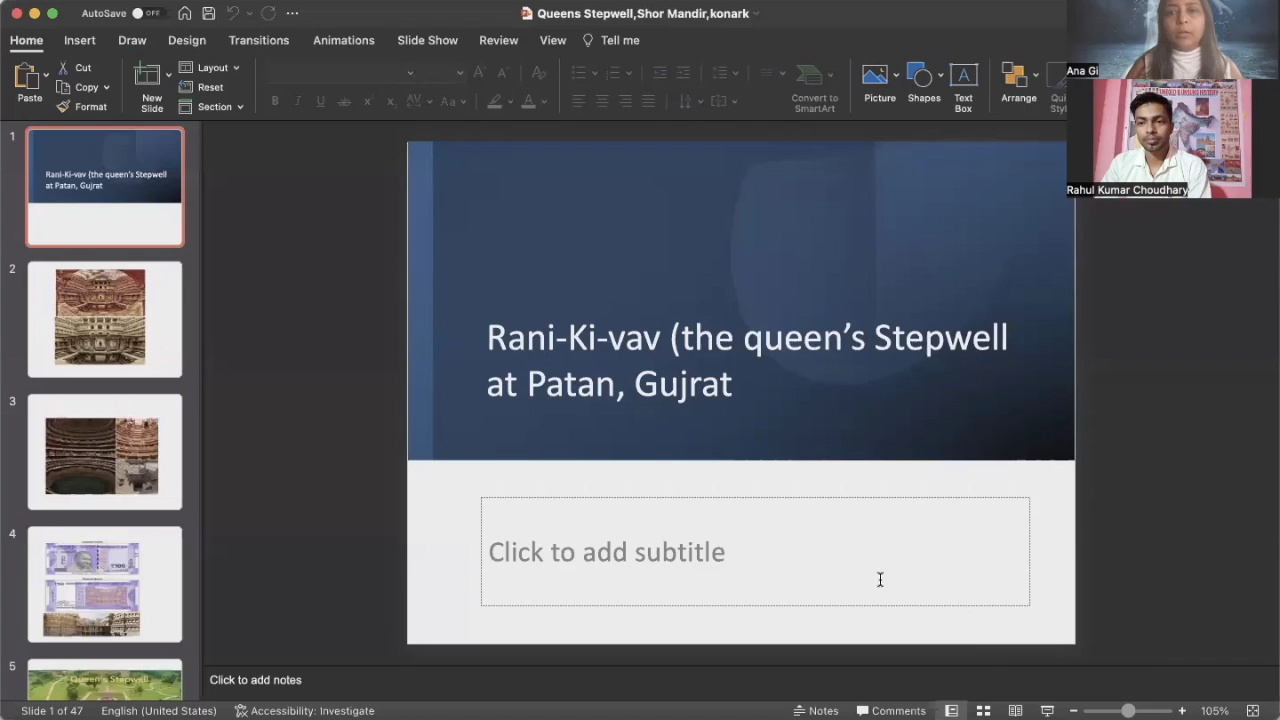 AutoSave OFF
Queens Stepwell,Shor Mandir,konark
Home Insert Draw Design Transitions Animations Slide Show Review View Tell me
Paste
Cut
Copy
Format
New
Slide
Layout
Reset
Section
Convert to
SmartArt
Picture
Shapes
Text
Box
Arrange
Ana Gi
Rahul Kumar Choudhary
1
Rani-Ki-vav (the queen's Stepwell
at Patan, Gujrat
2
3
4
5
Queen's Stepwell
Rani-Ki-vav (the queen's Stepwell
at Patan, Gujrat
Click to add subtitle
Click to add notes
Slide 1 of 47 English (United States) Accessibility: Investigate Notes Comments 105%